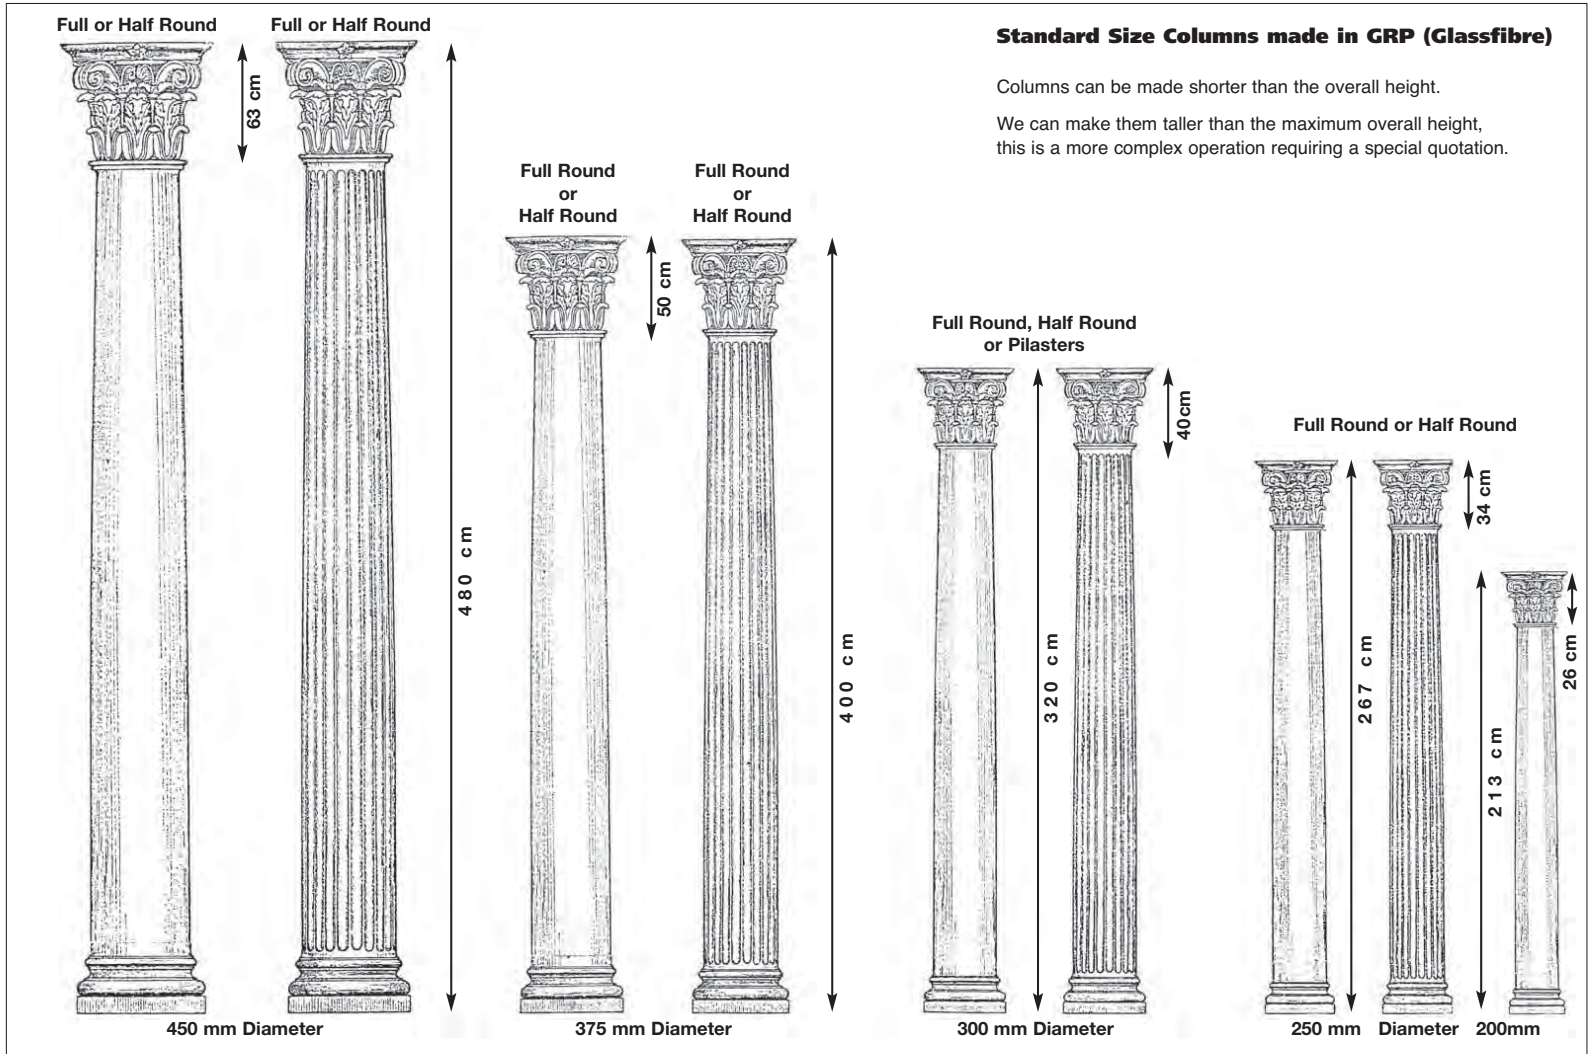 Full or Half Round
Full or Half Round
Standard Size Columns made in GRP (Glassfibre)
Columns can be made shorter than the overall height.
We can make them taller than the maximum overall height,
this is a more complex operation requiring a special quotation.
63 cm
480 cm
Full Round
or
Half Round
Full Round
or
Half Round
50 cm
400 cm
Full Round, Half Round
or Pilasters
320 cm
40cm
Full Round or Half Round
267 cm
34 cm
213 cm
26 cm
450 mm Diameter
375 mm Diameter
300 mm Diameter
250 mm Diameter 200mm